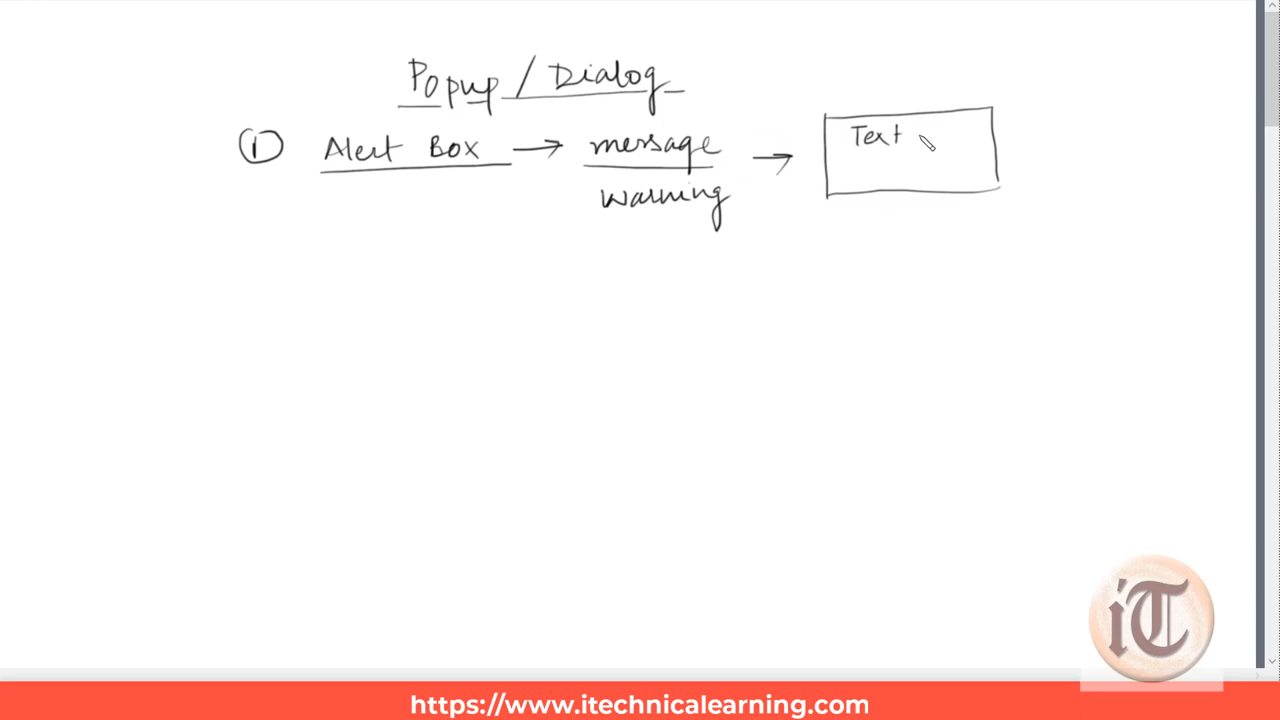 Popup / Dialog
① Alert Box → message → Text
warning
iT
https://www.itechnicalearning.com